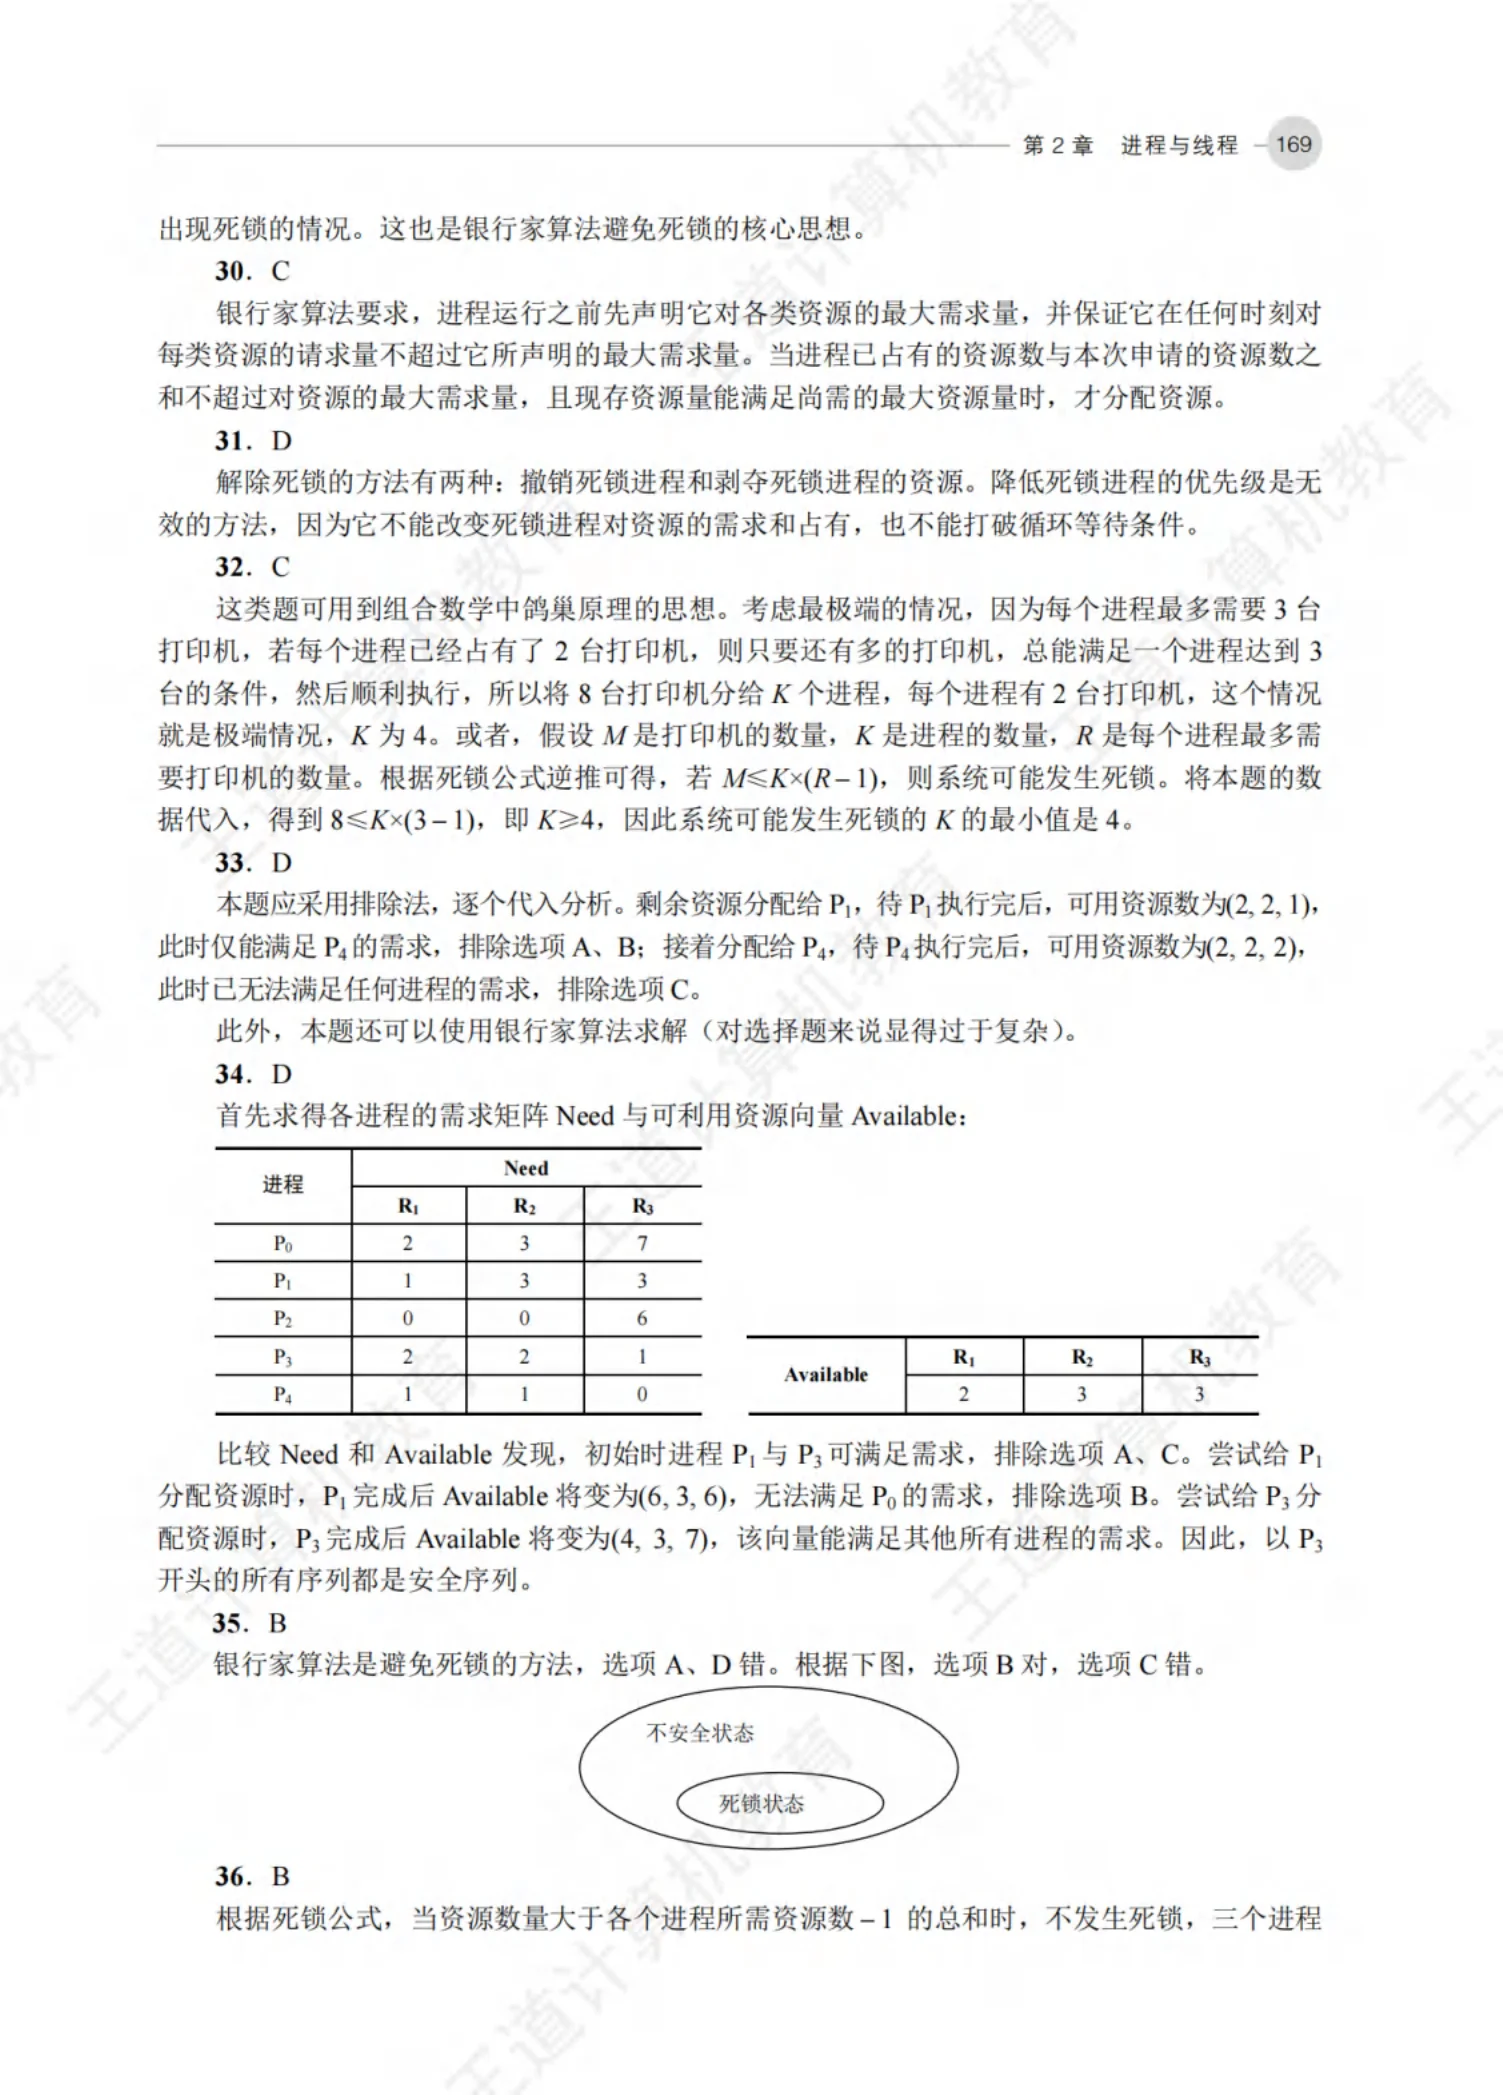 第 2 章 进程与线程 169
出现死锁的情况。这也是银行家算法避免死锁的核心思想。
30. C
银行家算法要求，进程运行之前先声明它对各类资源的最大需求量，并保证它在任何时刻对
每类资源的请求量不超过它所声明的最大需求量。当进程已占有的资源数与本次申请的资源数之
和不超过对资源的最大需求量，且现存资源量能满足尚需的最大资源量时，才分配资源。
31. D
解除死锁的方法有两种：撤销死锁进程和剥夺死锁进程的资源。降低死锁进程的优先级是无
效的方法，因为它不能改变死锁进程对资源的需求和占有，也不能打破循环等待条件。
32. C
这类题可用到组合数学中鸽巢原理的思想。考虑最极端的情况，因为每个进程最多需要 3 台
打印机，若每个进程已经占有了 2 台打印机，则只要还有多的打印机，总能满足一个进程达到 3
台的条件，然后顺利执行，所以将 8 台打印机分给 K 个进程，每个进程有 2 台打印机，这个情况
就是极端情况，K 为 4。或者，假设 M 是打印机的数量，K 是进程的数量，R 是每个进程最多需
要打印机的数量。根据死锁公式逆推可得，若 M≤K×(R – 1)，则系统可能发生死锁。将本题的数
据代入，得到 8≤K×(3 – 1)，即 K≥4，因此系统可能发生死锁的 K 的最小值是 4。
33. D
本题应采用排除法，逐个代入分析。剩余资源分配给 P₁，待 P₁执行完后，可用资源数为(2, 2, 1)，
此时仅能满足 P₄的需求，排除选项 A、B；接着分配给 P₄，待 P₄执行完后，可用资源数为(2, 2, 2)，
此时已无法满足任何进程的需求，排除选项 C。
此外，本题还可以使用银行家算法求解（对选择题来说显得过于复杂）。
34. D
首先求得各进程的需求矩阵 Need 与可利用资源向量 Available：
进程 Need
R₁ R₂ R₃
P₀ 2 3 7
P₁ 1 3 3
P₂ 0 0 6
P₃ 2 2 1
P₄ 1 1 0
Available R₁ R₂ R₃
2 3 3
比较 Need 和 Available 发现，初始时进程 P₁与 P₃可满足需求，排除选项 A、C。尝试给 P₁
分配资源时，P₁完成后 Available 将变为(6, 3, 6)，无法满足 P₀的需求，排除选项 B。尝试给 P₃分
配资源时，P₃完成后 Available 将变为(4, 3, 7)，该向量能满足其他所有进程的需求。因此，以 P₃
开头的所有序列都是安全序列。
35. B
银行家算法是避免死锁的方法，选项 A、D 错。根据下图，选项 B 对，选项 C 错。
不安全状态
死锁状态
36. B
根据死锁公式，当资源数量大于各个进程所需资源数 – 1 的总和时，不发生死锁，三个进程
王道计算机教育